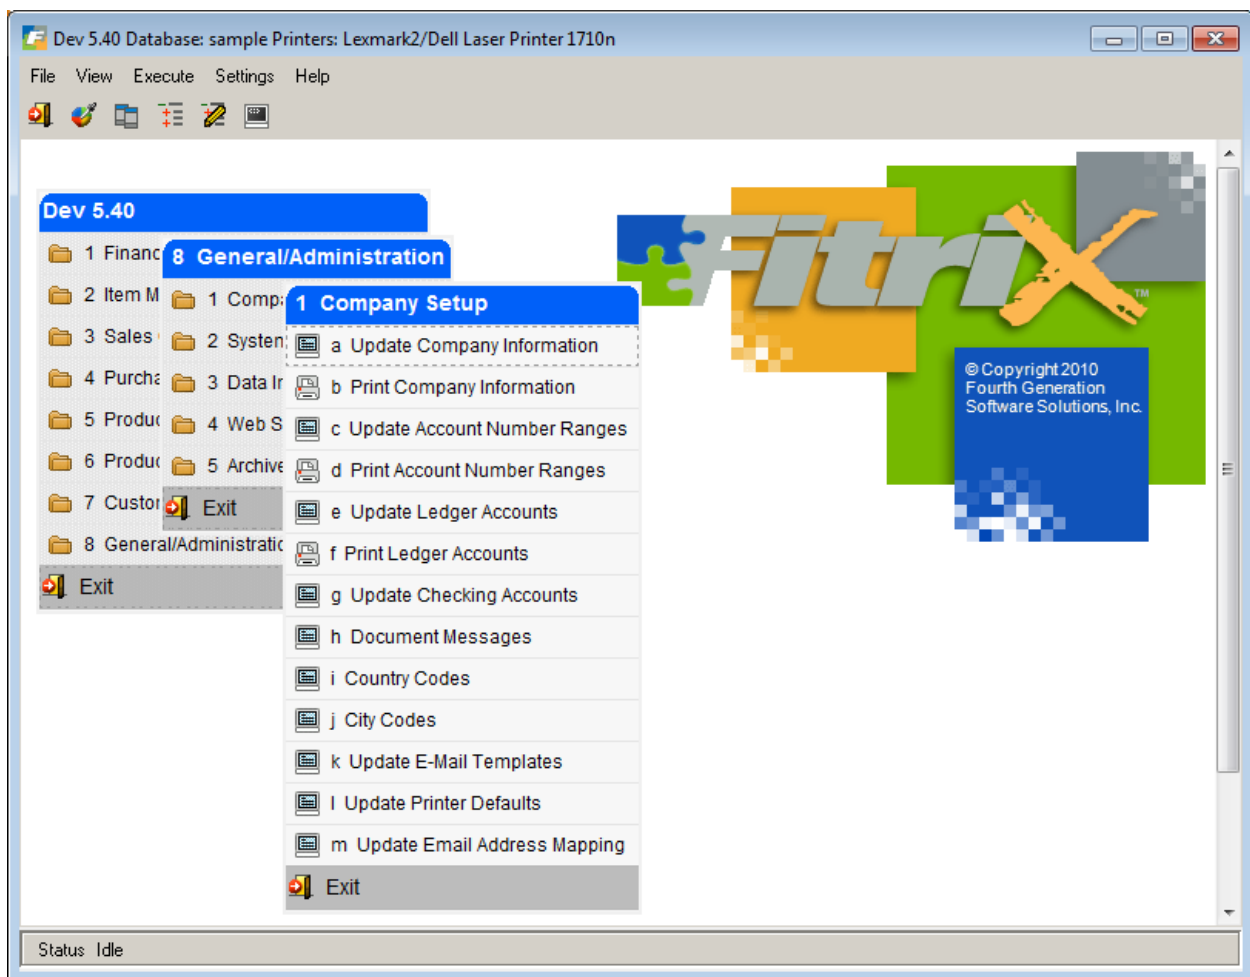 Dev 5.40 Database: sample Printers: Lexmark2/Dell Laser Printer 1710n
File View Execute Settings Help
Dev 5.40
1 Financ
2 Item M
3 Sales
4 Purcha
5 Produc
6 Produc
7 Custor
8 General/Administratio
Exit
8 General/Administration
1 Compa
2 System
3 Data In
4 Web S
5 Archive
Exit
1 Company Setup
a Update Company Information
b Print Company Information
c Update Account Number Ranges
d Print Account Number Ranges
e Update Ledger Accounts
f Print Ledger Accounts
g Update Checking Accounts
h Document Messages
i Country Codes
j City Codes
k Update E-Mail Templates
l Update Printer Defaults
m Update Email Address Mapping
Exit
FitriX™
© Copyright 2010
Fourth Generation
Software Solutions, Inc.
Status Idle